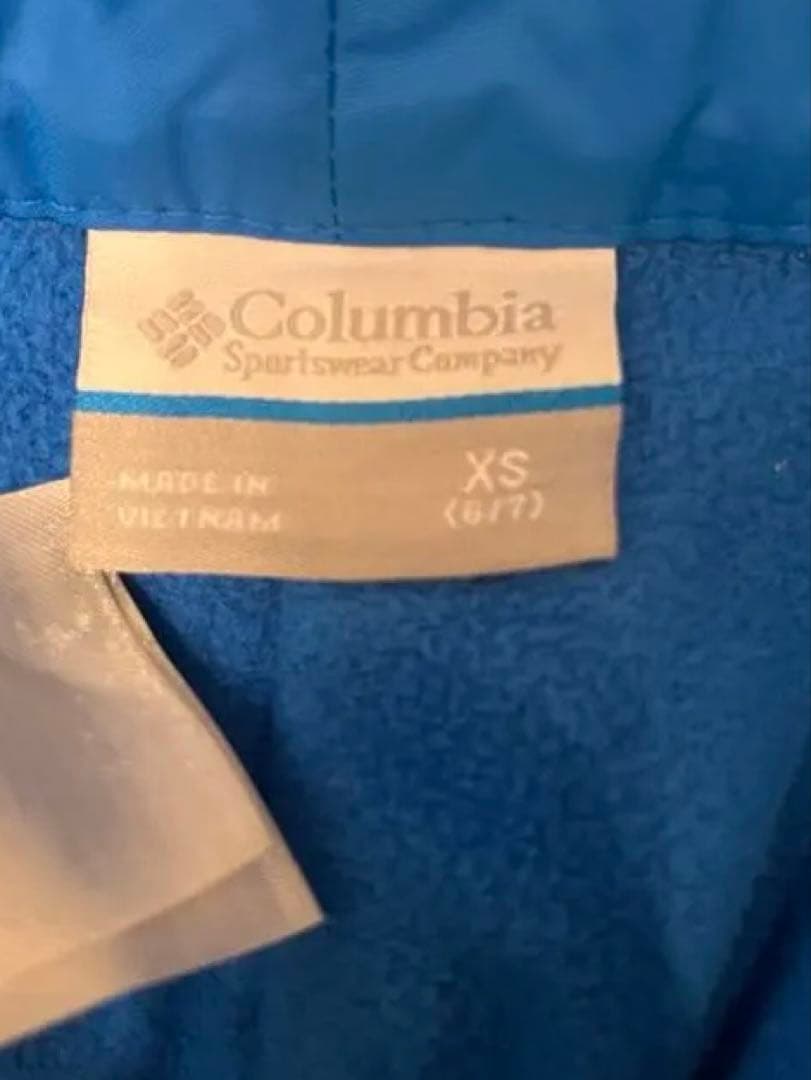 Columbia
Sportswear Company
MADE IN
VIETNAM
XS
(6/7)